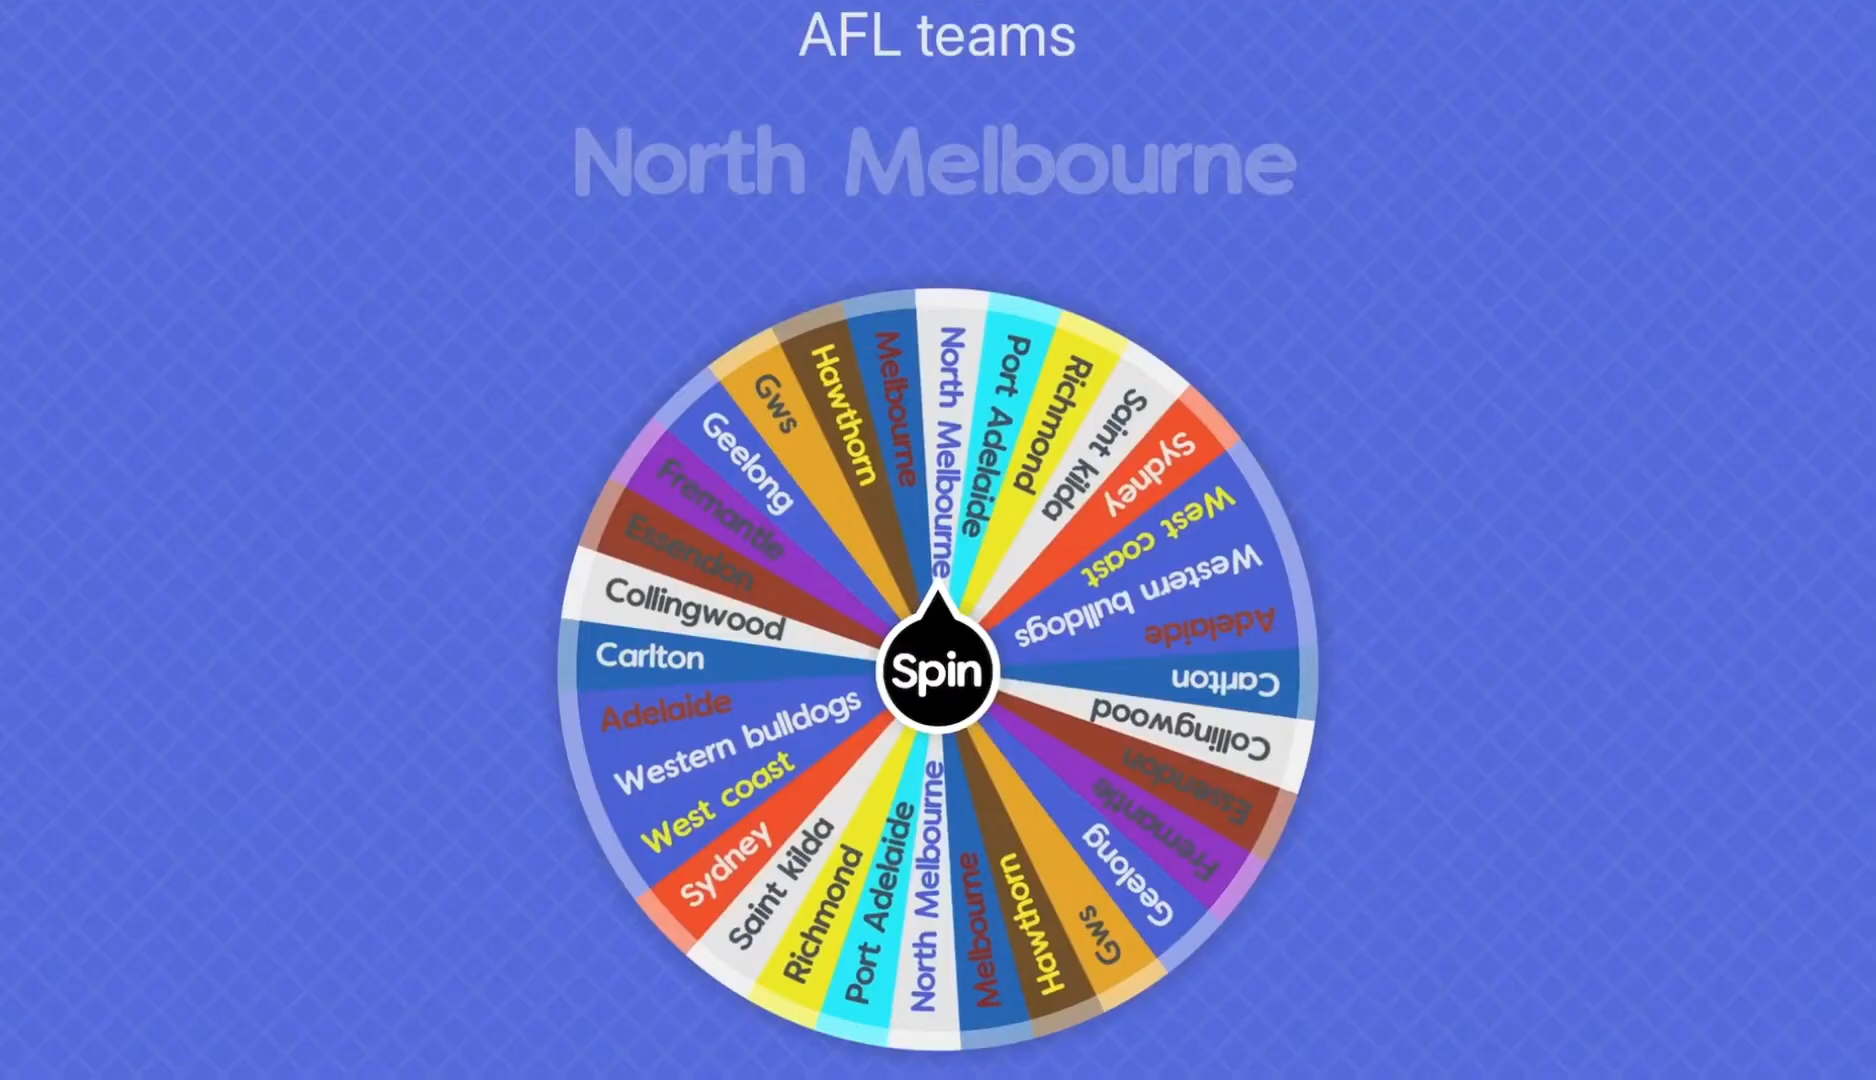 AFL teams
North Melbourne
North Melbourne
Port Adelaide
Richmond
Saint kilda
Sydney
West coast
Western bulldogs
Adelaide
Carlton
Collingwood
Essendon
Fremantle
Geelong
Gws
Hawthorn
Melbourne
North Melbourne
Port Adelaide
Richmond
Saint kilda
Sydney
West coast
Western bulldogs
Adelaide
Carlton
Collingwood
Essendon
Fremantle
Geelong
Gws
Hawthorn
Melbourne
Spin